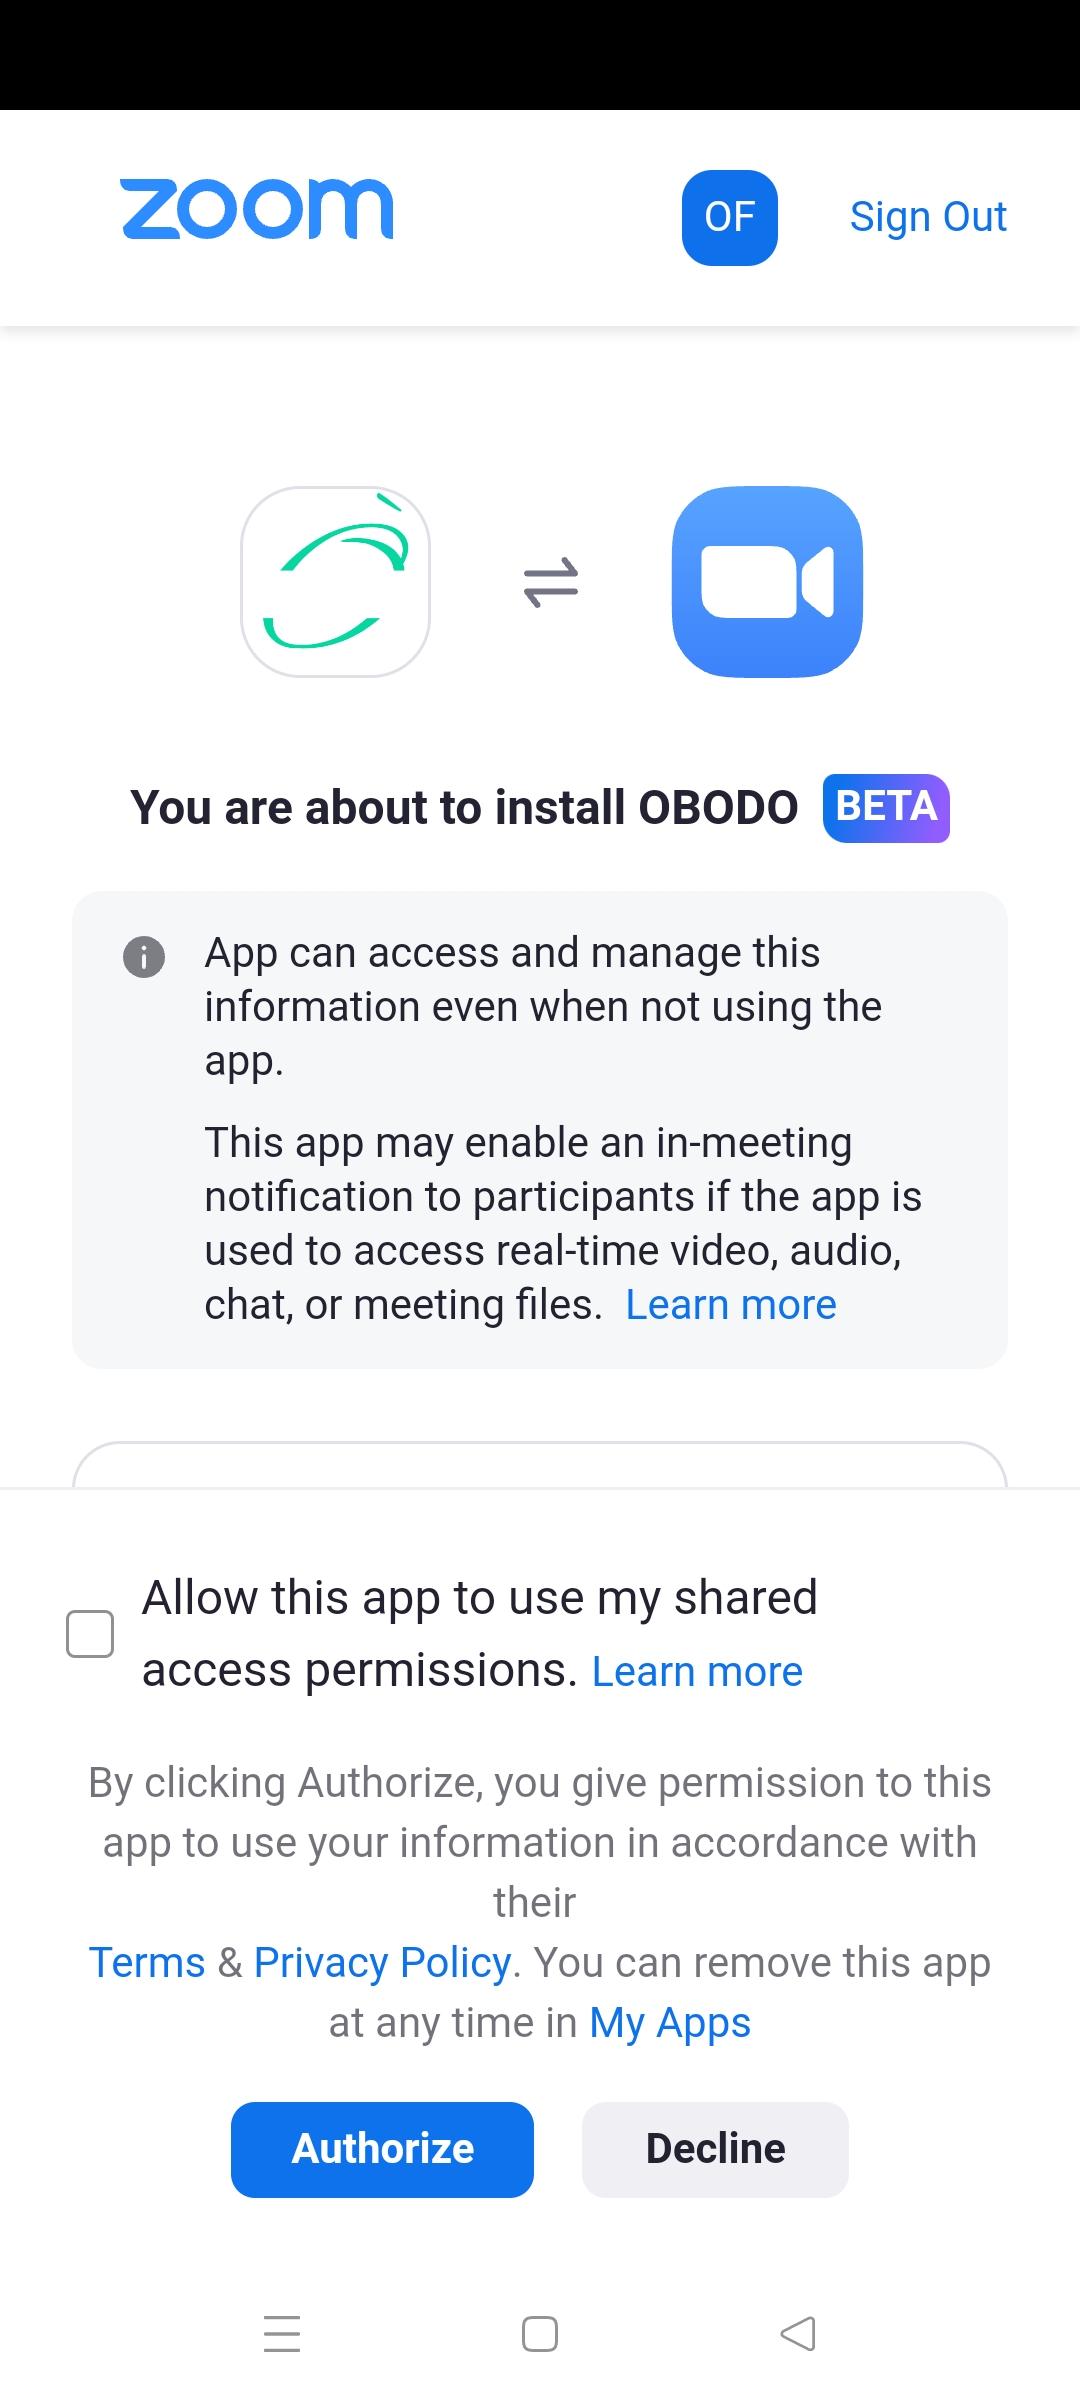 zoom
OF
Sign Out
You are about to install OBODO BETA
App can access and manage this
information even when not using the
app.
This app may enable an in-meeting
notification to participants if the app is
used to access real-time video, audio,
chat, or meeting files. Learn more
Allow this app to use my shared
access permissions. Learn more
By clicking Authorize, you give permission to this
app to use your information in accordance with
their
Terms & Privacy Policy. You can remove this app
at any time in My Apps
Authorize
Decline